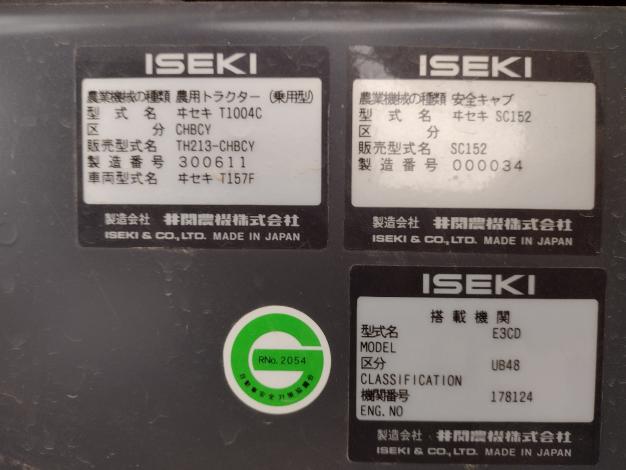 ISEKI
農業機械の種類 農用トラクター (乗用型)
型式名 ヰセキ T1004C
区分 CHBCY
販売型式名 TH213-CHBCY
製造番号 300611
車両型式名 ヰセキ T157F
製造会社 井関農機株式会社
ISEKI & CO.,LTD. MADE IN JAPAN
ISEKI
農業機械の種類 安全キャブ
型式名 ヰセキ SC152
区分
販売型式名 SC152
製造番号 000034
製造会社 井関農機株式会社
ISEKI & CO.,LTD. MADE IN JAPAN
RNo. 2054
ISEKI
搭載機関
型式名 E3CD
MODEL
区分 UB48
CLASSIFICATION
機関番号 178124
ENG.NO
製造会社 井関農機株式会社
ISEKI & CO.,LTD. MADE IN JAPAN